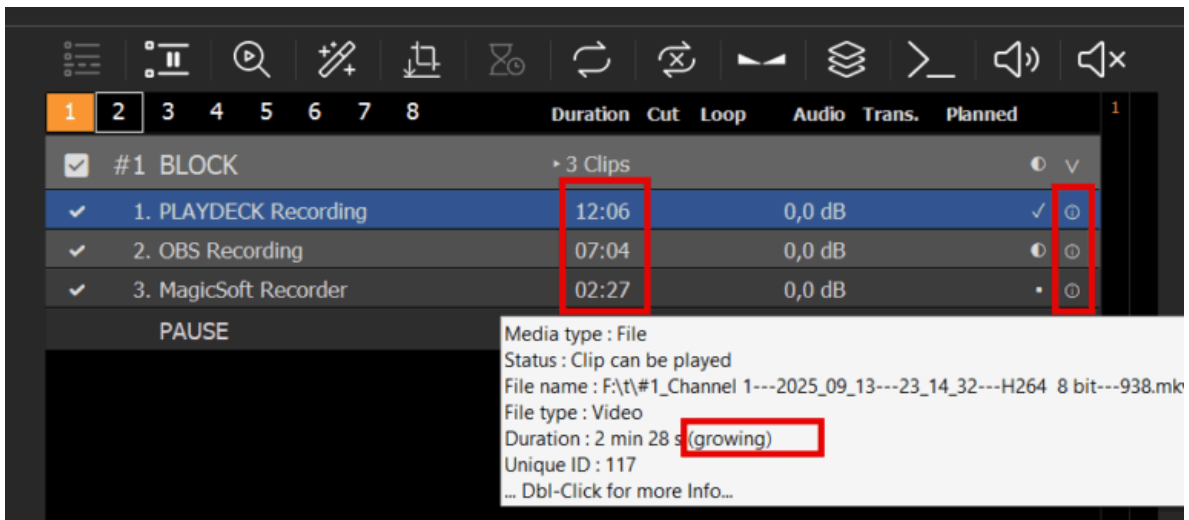 1 2 3 4 5 6 7 8 Duration Cut Loop Audio Trans. Planned 1
#1 BLOCK 3 Clips
1. PLAYDECK Recording 12:06 0,0 dB
2. OBS Recording 07:04 0,0 dB
3. MagicSoft Recorder 02:27 0,0 dB
PAUSE
Media type : File
Status : Clip can be played
File name : F:\t\#1_Channel 1---2025_09_13---23_14_32---H264 8 bit---938.mkv
File type : Video
Duration : 2 min 28 s (growing)
Unique ID : 117
... Dbl-Click for more Info...